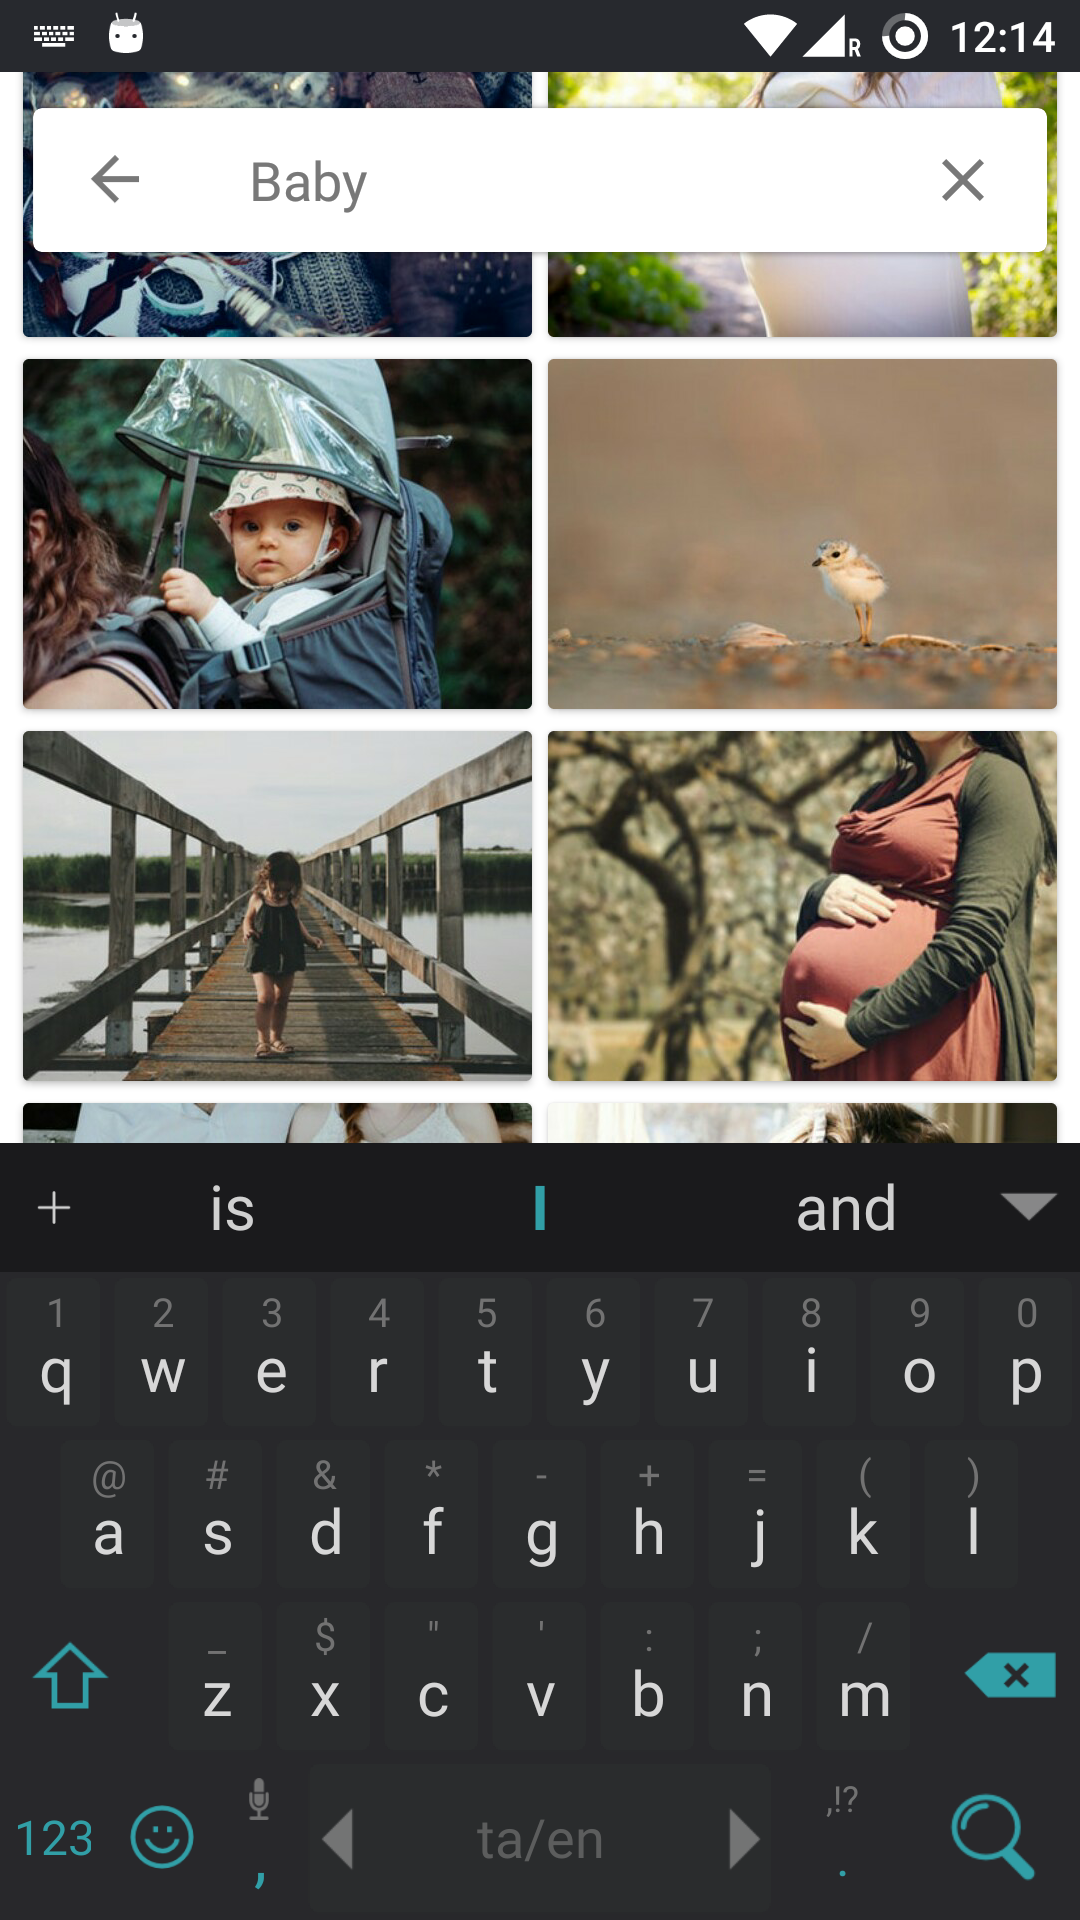 R 12:14
Baby
is I and
1 2 3 4 5 6 7 8 9 0
q w e r t y u i o p
@ # & * - + = ( )
a s d f g h j k l
_ $ " ' : ; /
z x c v b n m
,!?
123 , ta/en .